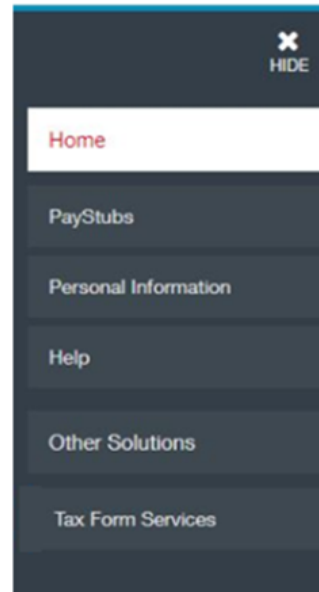 HIDE
Home
PayStubs
Personal Information
Help
Other Solutions
Tax Form Services